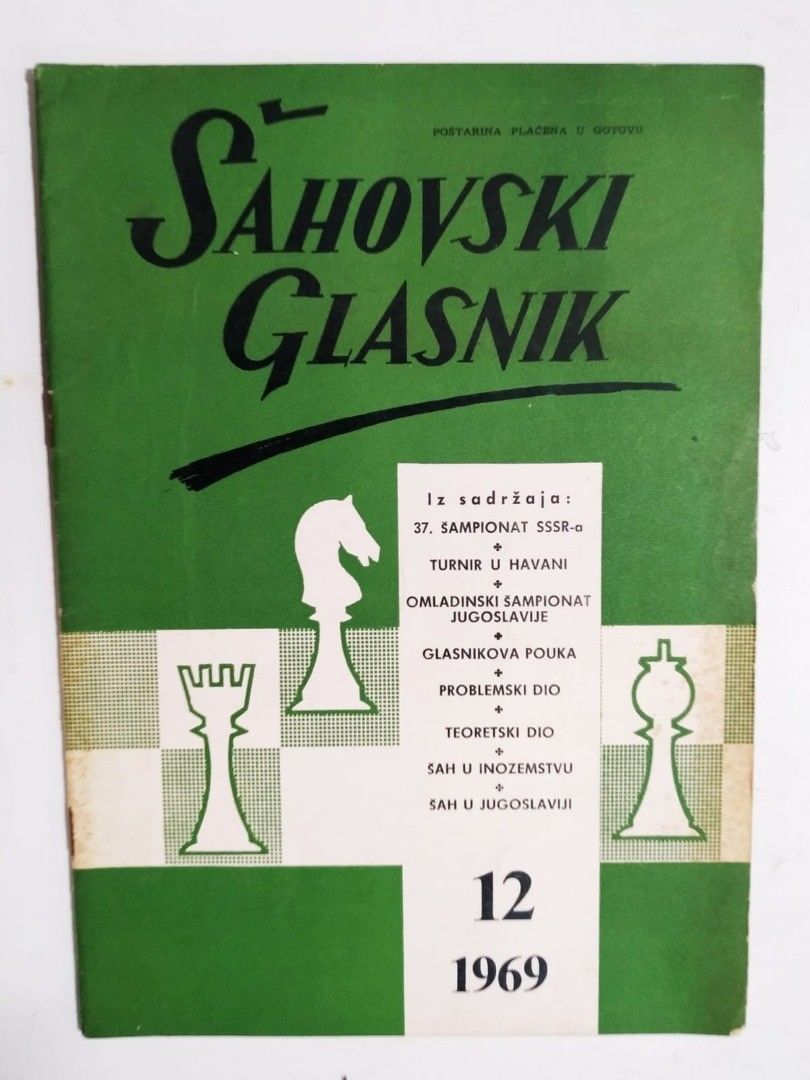 POŠTARINA PLAĆENA U GOTOVU
ŠAHOVSKI
GLASNIK
Iz sadržaja:
37. ŠAMPIONAT SSSR-a
TURNIR U HAVANI
OMLADINSKI ŠAMPIONAT
JUGOSLAVIJE
GLASNIKOVA POUKA
PROBLEMSKI DIO
TEORETSKI DIO
ŠAH U INOZEMSTVU
ŠAH U JUGOSLAVIJI
12
1969